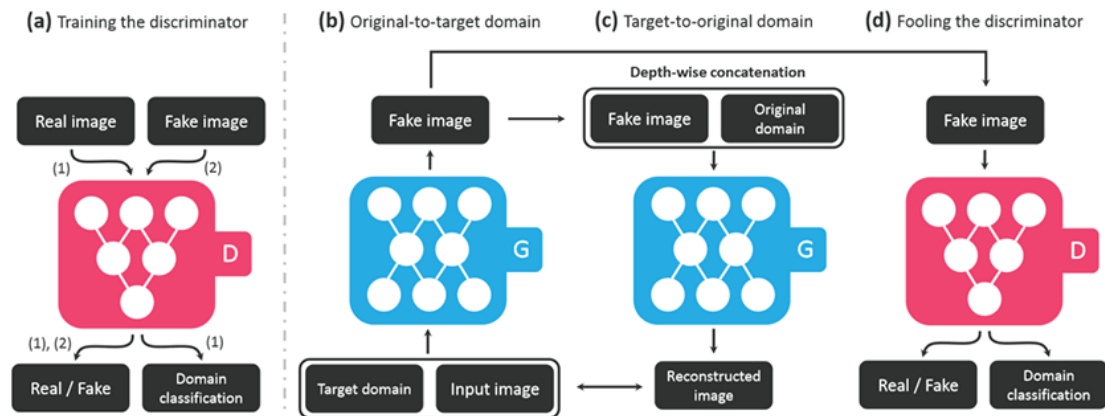 (a) Training the discriminator
(b) Original-to-target domain
(c) Target-to-original domain
(d) Fooling the discriminator
Depth-wise concatenation
Real image
Fake image
Fake image
Fake image
Original
domain
Fake image
(1)
(2)
D
G
G
D
(1), (2)
(1)
Real / Fake
Domain
classification
Target domain
Input image
Reconstructed
image
Real / Fake
Domain
classification